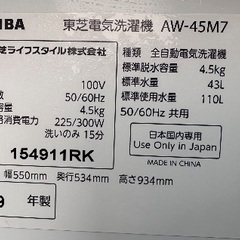 IBA 東芝電気洗濯機 AW-45M7
芝ライフスタイル株式会社
100V
50/60Hz
4.5kg
費電力 225/300W
洗いのみ 15分
154911RK
種類 全自動電気洗濯機
標準脱水容量 4.5kg
標準水量 43L
標準使用水量 110L
50/60Hz 共用
日本国内専用
Use Only in Japan
MADE IN CHINA
幅550mm 奥行534mm 高さ934mm
9 年製